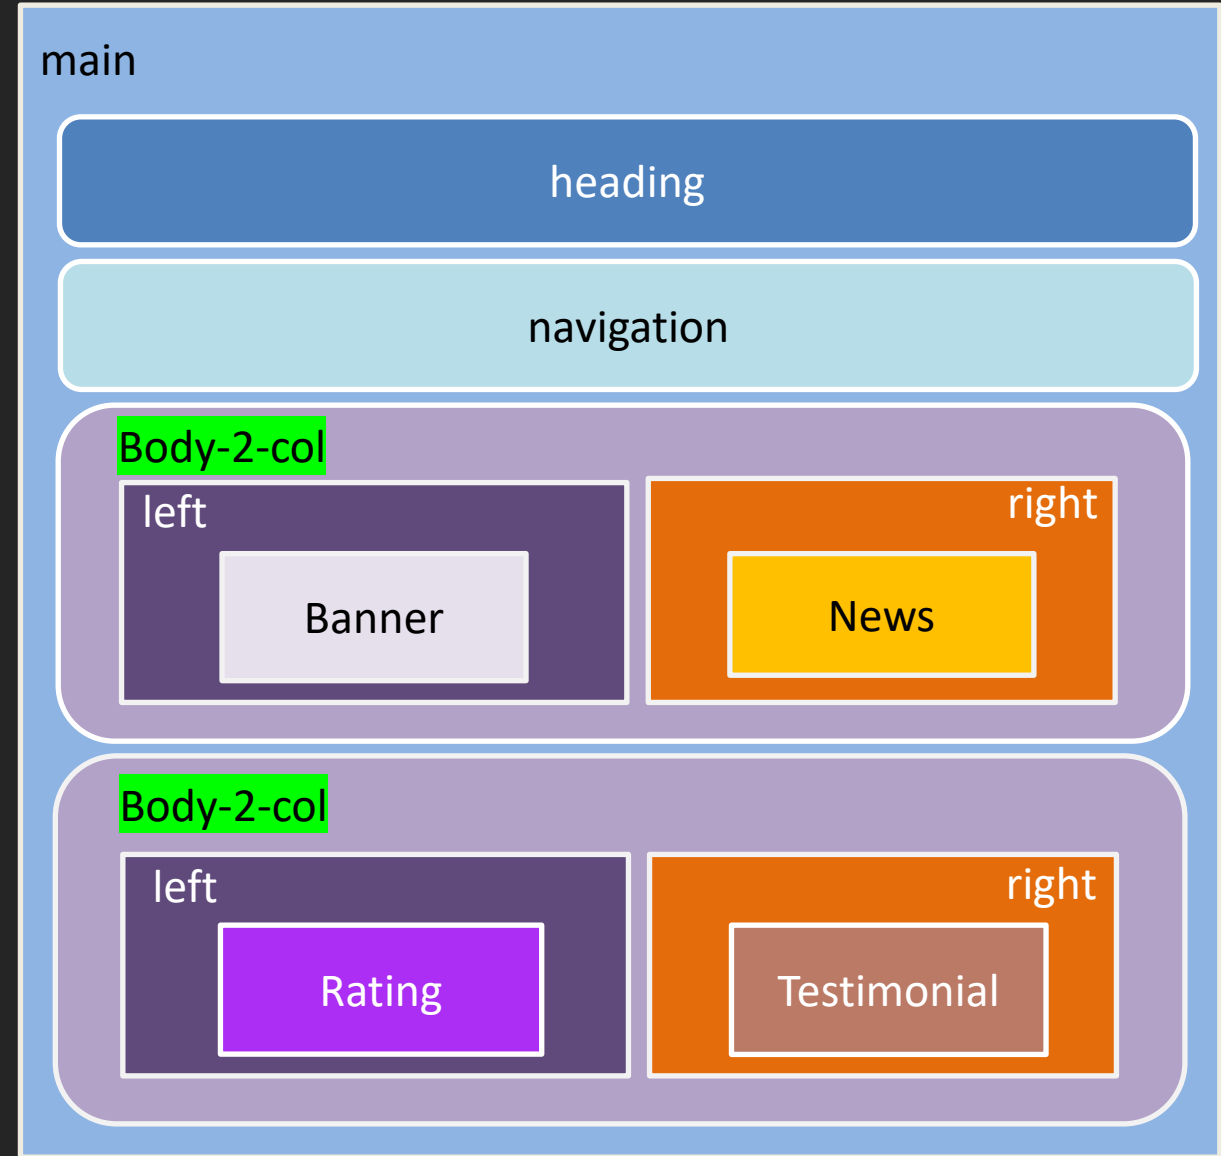 main
heading
navigation
Body-2-col
left
right
Banner
News
Body-2-col
left
right
Rating
Testimonial